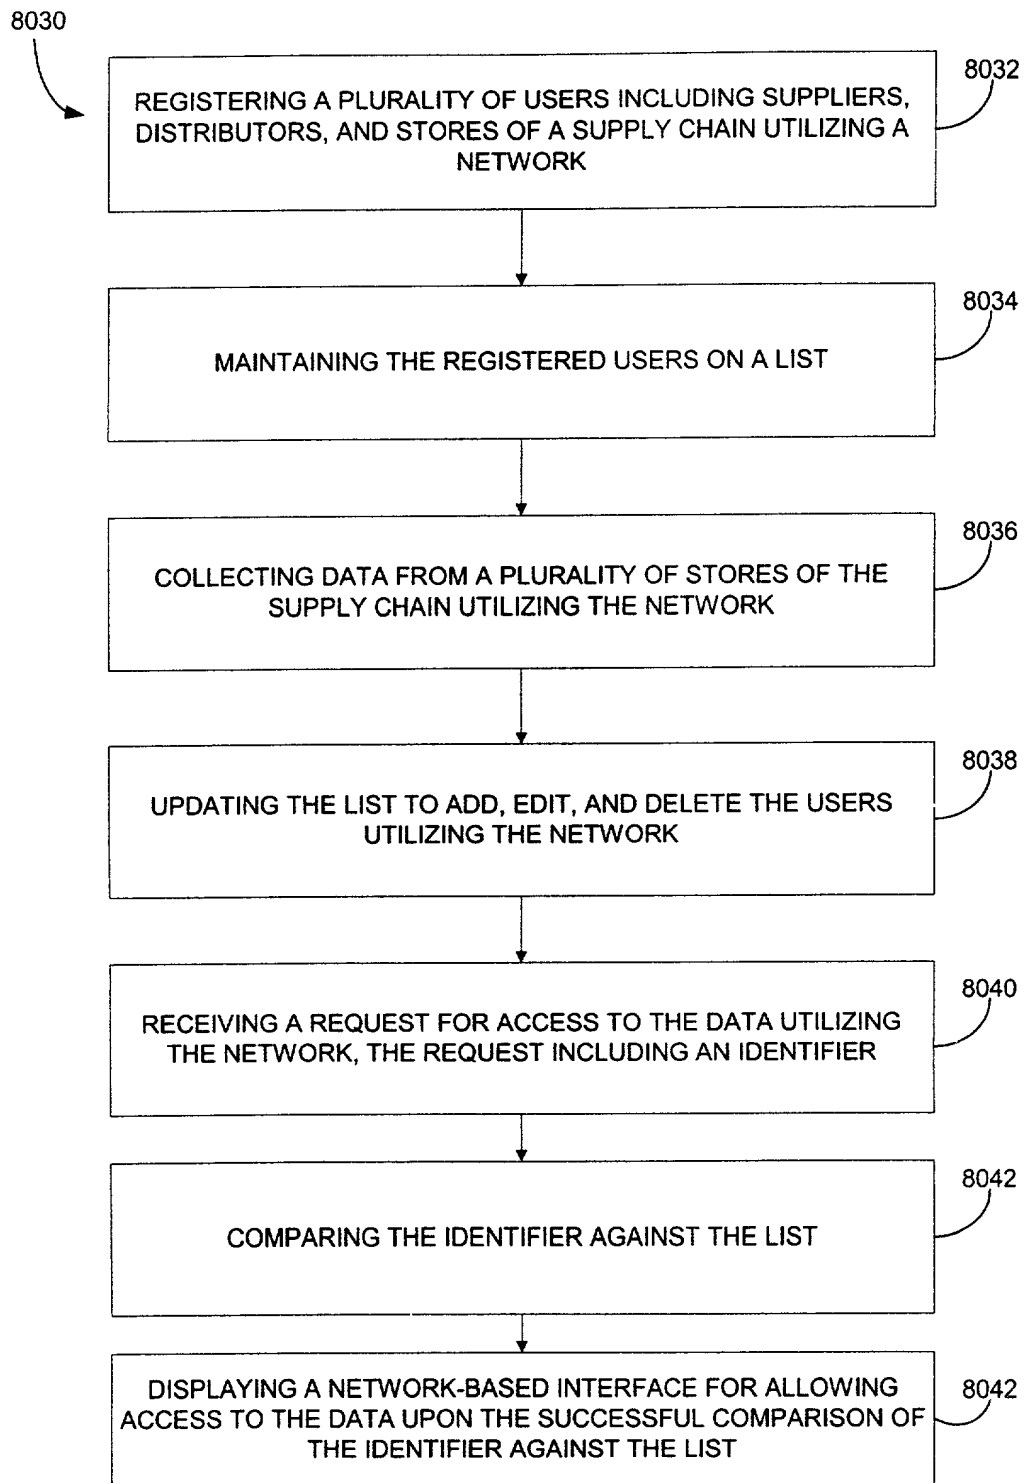 8030
8032
REGISTERING A PLURALITY OF USERS INCLUDING SUPPLIERS,
DISTRIBUTORS, AND STORES OF A SUPPLY CHAIN UTILIZING A
NETWORK
8034
MAINTAINING THE REGISTERED USERS ON A LIST
8036
COLLECTING DATA FROM A PLURALITY OF STORES OF THE
SUPPLY CHAIN UTILIZING THE NETWORK
8038
UPDATING THE LIST TO ADD, EDIT, AND DELETE THE USERS
UTILIZING THE NETWORK
8040
RECEIVING A REQUEST FOR ACCESS TO THE DATA UTILIZING
THE NETWORK, THE REQUEST INCLUDING AN IDENTIFIER
8042
COMPARING THE IDENTIFIER AGAINST THE LIST
8042
DISPLAYING A NETWORK-BASED INTERFACE FOR ALLOWING
ACCESS TO THE DATA UPON THE SUCCESSFUL COMPARISON OF
THE IDENTIFIER AGAINST THE LIST